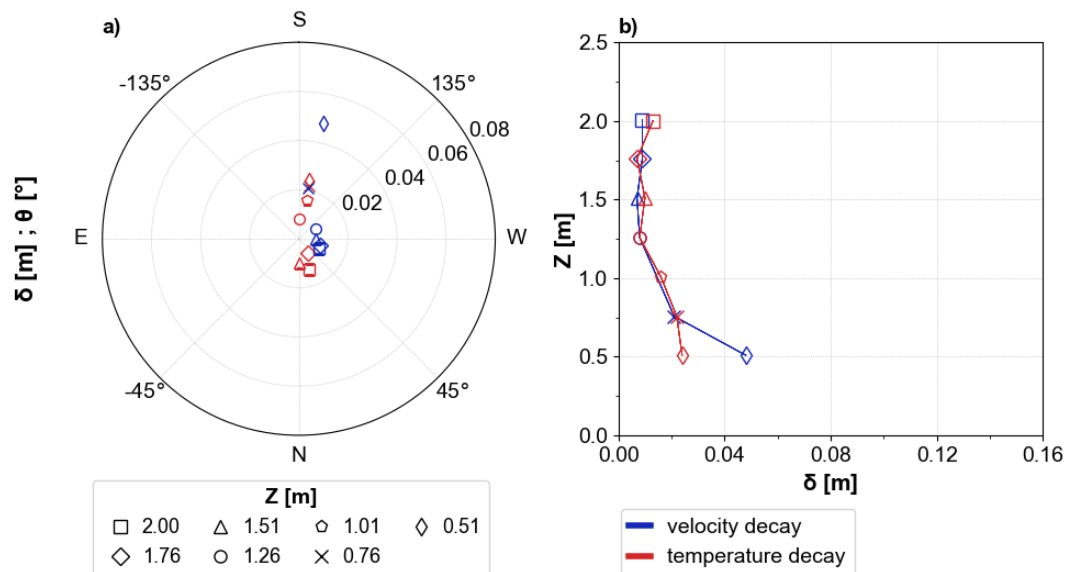 a)
S
-135°
135°
0.08
0.06
0.04
0.02
E
W
δ [m] ; θ [°]
-45°
45°
N
Z [m]
2.00 1.51 1.01 0.51
1.76 1.26 0.76
b)
2.5
2.0
1.5
1.0
0.5
0.0
Z [m]
0.00 0.04 0.08 0.12 0.16
δ [m]
velocity decay
temperature decay